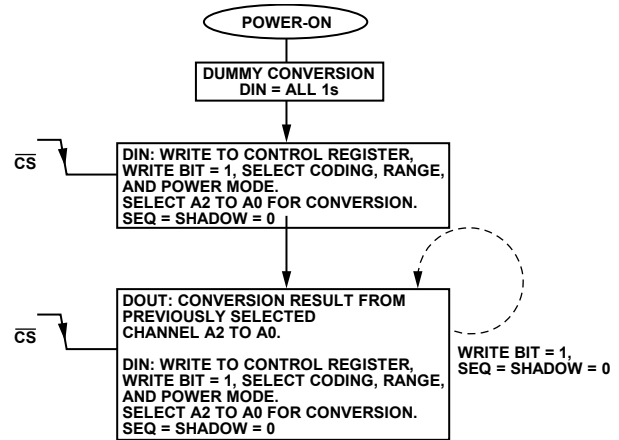 POWER-ON
DUMMY CONVERSION
DIN = ALL 1s
CS
DIN: WRITE TO CONTROL REGISTER,
WRITE BIT = 1, SELECT CODING, RANGE,
AND POWER MODE.
SELECT A2 TO A0 FOR CONVERSION.
SEQ = SHADOW = 0
CS
DOUT: CONVERSION RESULT FROM
PREVIOUSLY SELECTED
CHANNEL A2 TO A0.
DIN: WRITE TO CONTROL REGISTER,
WRITE BIT = 1, SELECT CODING, RANGE,
AND POWER MODE.
SELECT A2 TO A0 FOR CONVERSION.
SEQ = SHADOW = 0
WRITE BIT = 1,
SEQ = SHADOW = 0